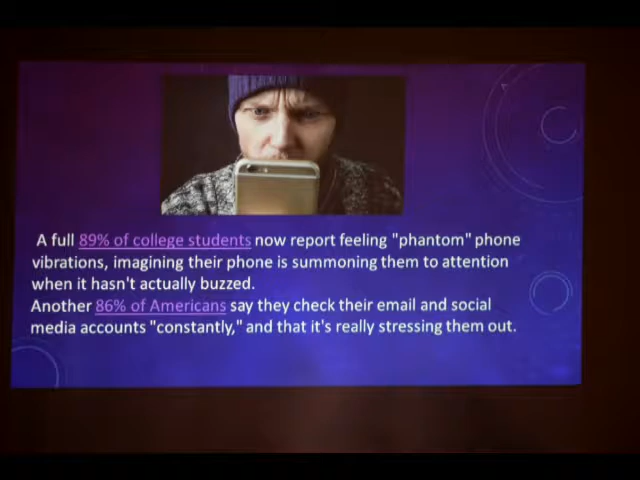 A full 89% of college students now report feeling "phantom" phone
vibrations, imagining their phone is summoning them to attention
when it hasn't actually buzzed.
Another 86% of Americans say they check their email and social
media accounts "constantly," and that it's really stressing them out.